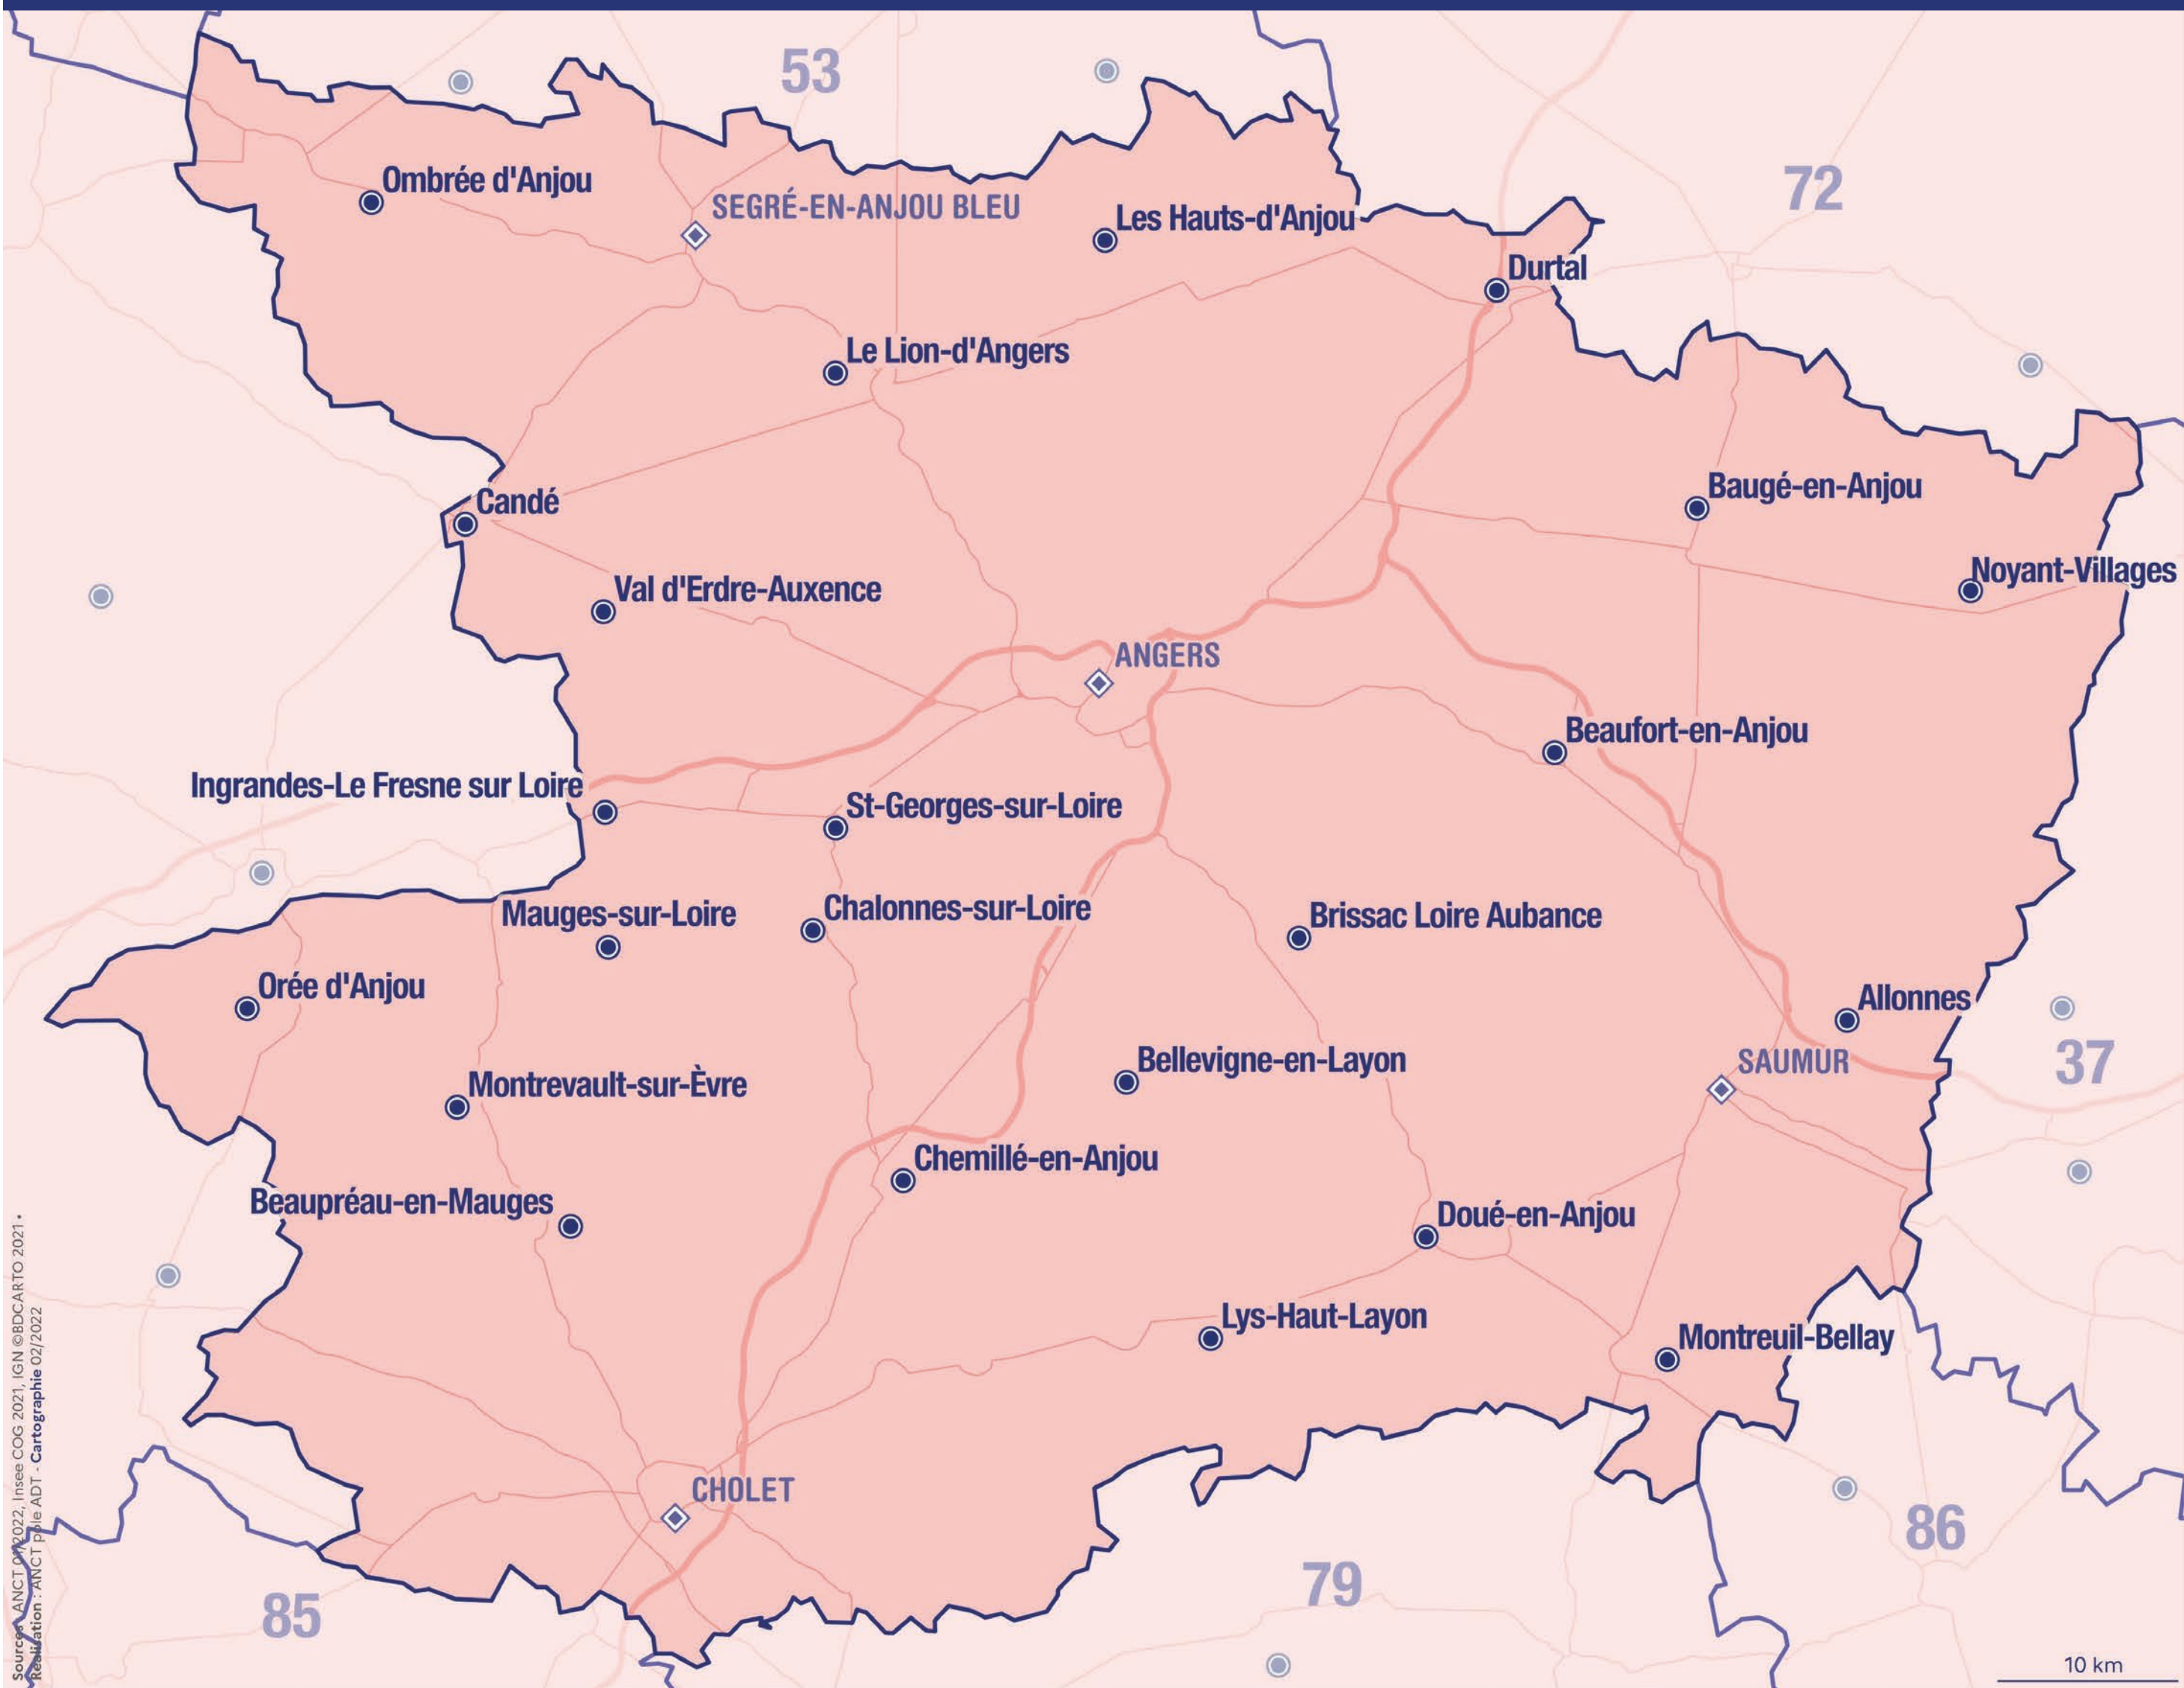 53
72
Ombrée d'Anjou
SEGRÉ-EN-ANJOU BLEU
Les Hauts-d'Anjou
Durtal
Le Lion-d'Angers
Candé
Baugé-en-Anjou
Noyant-Villages
Val d'Erdre-Auxence
ANGERS
Beaufort-en-Anjou
Ingrandes-Le Fresne sur Loire
St-Georges-sur-Loire
Mauges-sur-Loire
Chalonnes-sur-Loire
Brissac Loire Aubance
Orée d'Anjou
Allonnes
Bellevigne-en-Layon
SAUMUR
37
Montrevault-sur-Èvre
Chemillé-en-Anjou
Beaupréau-en-Mauges
Doué-en-Anjou
Lys-Haut-Layon
Montreuil-Bellay
CHOLET
86
79
85
10 km
Sources : ANCT 01/2022, Insee COG 2021, IGN ©BDCARTO 2021 •
Réalisation : ANCT pôle ADT - Cartographie 02/2022